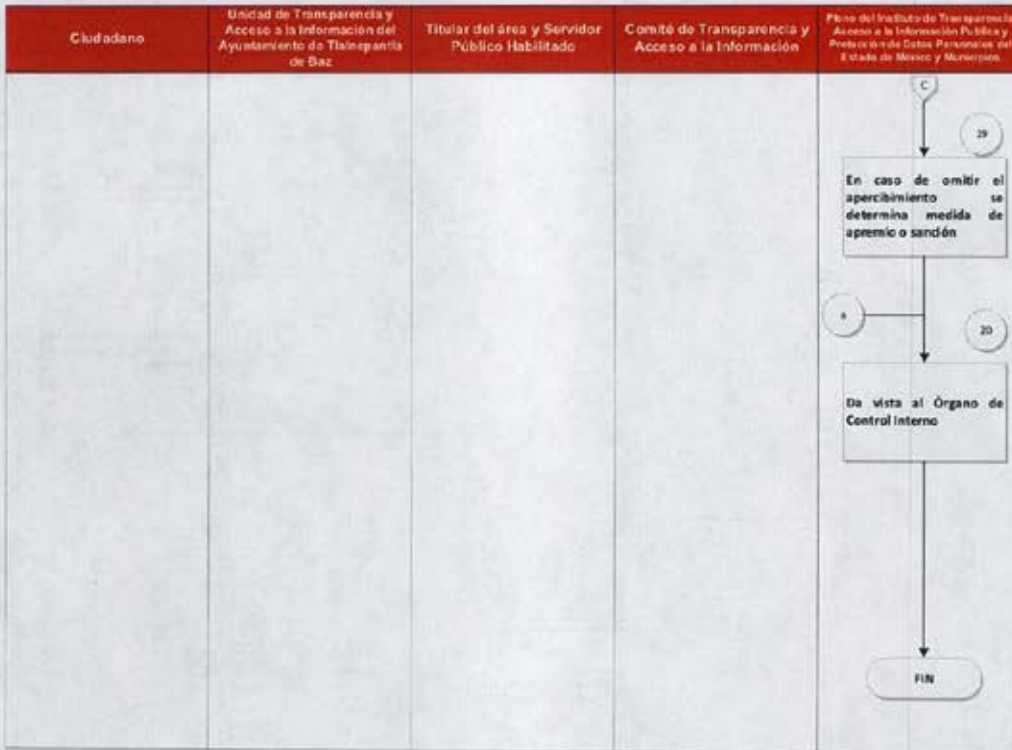 Ciudadano
Unidad de Transparencia y
Acceso a la Información del
Ayuntamiento de Tlalnepantla
de Baz
Titular del área y Servidor
Público Habilitado
Comité de Transparencia y
Acceso a la Información
Pleno del Instituto de Transparencia
Acceso a la Información Publica y
Protección de Datos Personales del
Estado de México y Municipios
C
29
En caso de omitir el
apercibimiento se
determina medida de
apremio o sanción
20
Da vista al Órgano de
Control Interno
FIN